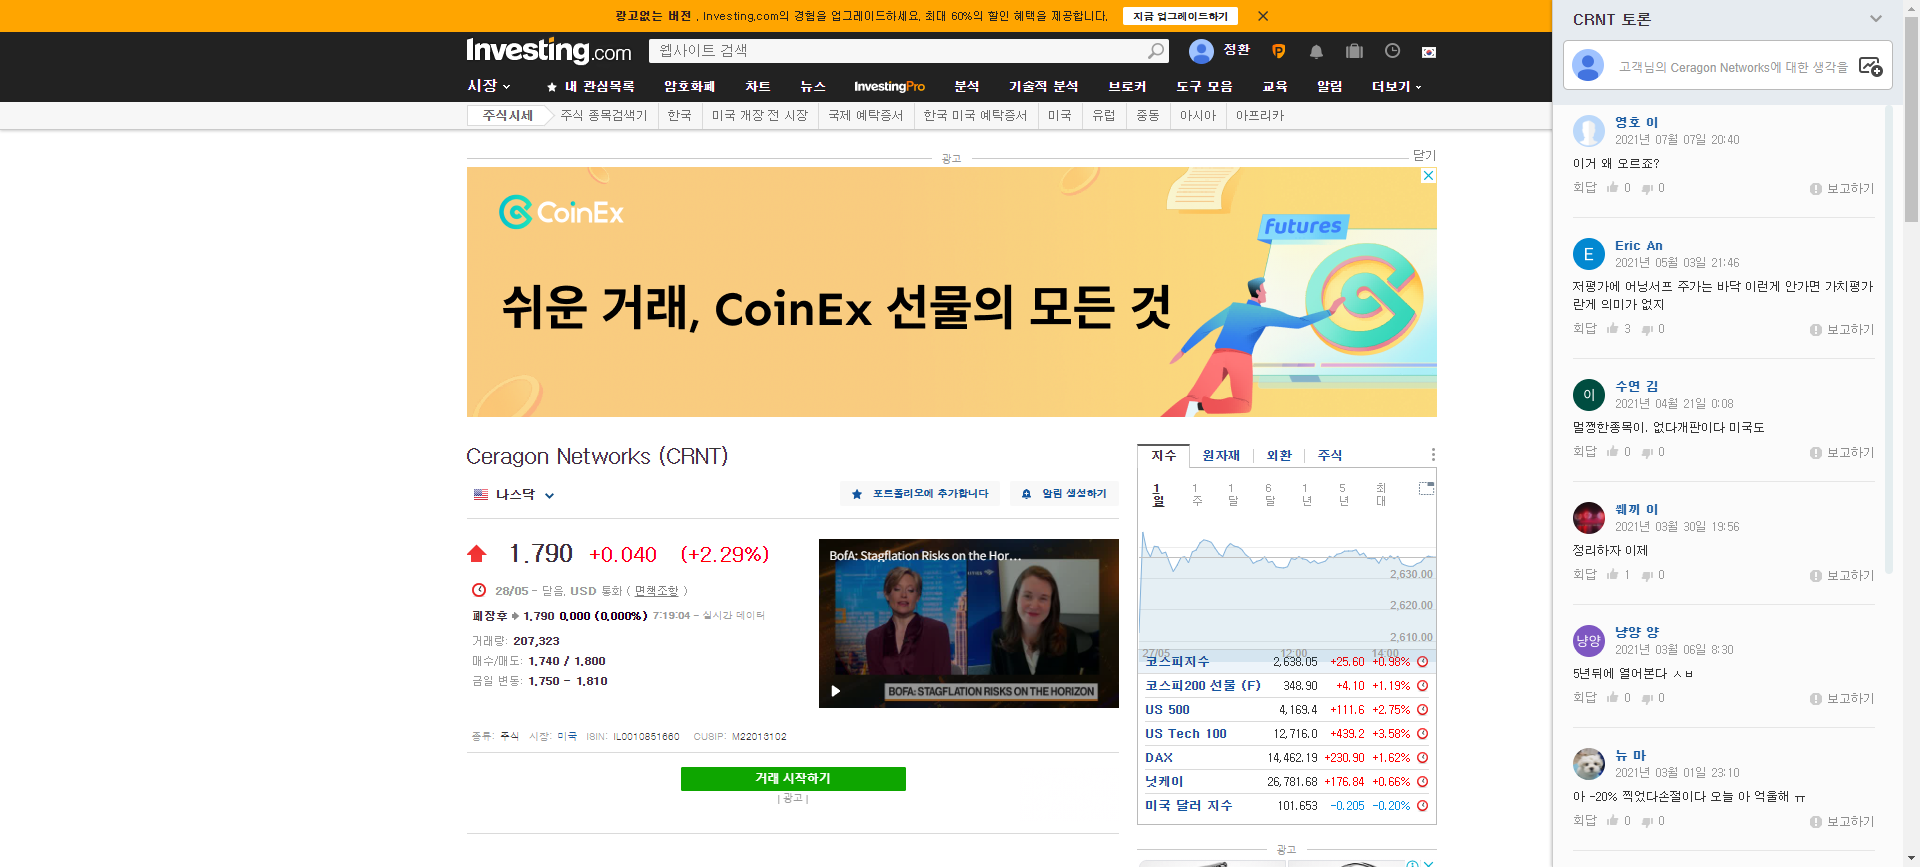 광고없는 버전 . Investing.com의 경험을 업그레이드하세요. 최대 60%의 할인 혜택을 제공합니다.
지금 업그레이드하기
Investing.com
웹사이트 검색
정환
시장
내 관심목록
암호화폐
차트
뉴스
InvestingPro
분석
기술적 분석
브로커
도구 모음
교육
알림
더보기
주식시세
주식 종목검색기
한국
미국 개장 전 시장
국제 예탁증서
한국 미국 예탁증서
미국
유럽
중동
아시아
아프리카
광고
닫기
CoinEx
futures
쉬운 거래, CoinEx 선물의 모든 것
Ceragon Networks (CRNT)
나스닥
포트폴리오에 추가합니다
알림 생성하기
1.790 +0.040 (+2.29%)
28/05 - 닫음. USD 통화 ( 면책조항 )
폐장후 1.790 0.000 (0.000%) 7:19:04 - 실시간 데이터
거래량: 207,323
매수/매도: 1.740 / 1.800
금일 변동: 1.750 - 1.810
BofA: Stagflation Risks on the Hor...
BOFA: STAGFLATION RISKS ON THE HORIZON
종류: 주식 시장: 미국 ISIN: IL0010851660 CUSIP: M22013102
거래 시작하기
| 광고 |
지수
원자재
외환
주식
1일
1주
1달
6달
1년
5년
최대
2,630.00
2,620.00
2,610.00
27/05 12:00 14:00
코스피지수 2,638.05 +25.60 +0.98%
코스피200 선물 (F) 348.90 +4.10 +1.19%
US 500 4,169.4 +111.6 +2.75%
US Tech 100 12,716.0 +439.2 +3.58%
DAX 14,462.19 +230.90 +1.62%
닛케이 26,781.68 +176.84 +0.66%
미국 달러 지수 101.653 -0.205 -0.20%
광고
CRNT 토론
고객님의 Ceragon Networks에 대한 생각을
영호 이
2021년 07월 07일 20:40
이거 왜 오르죠?
회답 0 0 보고하기
E
Eric An
2021년 05월 03일 21:46
저평가에 어닝서프 주가는 바닥 이런게 안가면 가치평가
란게 의미가 없지
회답 3 0 보고하기
이
수연 김
2021년 04월 21일 0:08
멀쩡한종목이. 없다개판이다 미국도
회답 0 0 보고하기
쀄끼 이
2021년 03월 30일 19:56
정리하자 이제
회답 1 0 보고하기
냥양
냥양 양
2021년 03월 06일 8:30
5년뒤에 열어본다 ㅅㅂ
회답 0 0 보고하기
뉴 마
2021년 03월 01일 23:10
아 -20% 찍었다손절이다 오늘 아 억울해 ㅠ
회답 0 0 보고하기